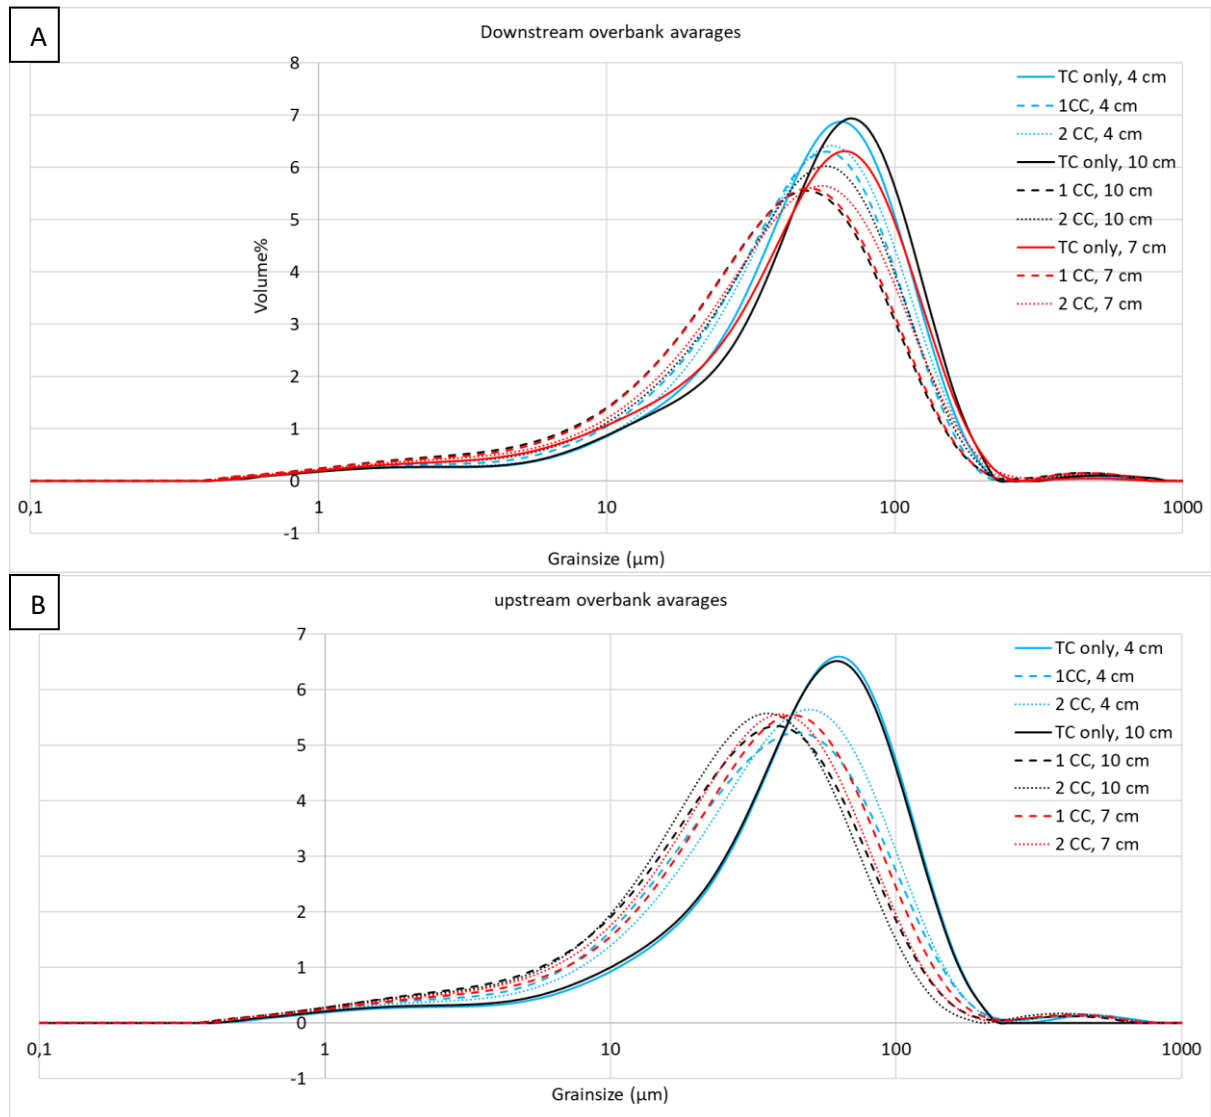 A
Downstream overbank avarages
8
7
6
5
4
3
2
1
0
-1
Volume%
0,1
1
10
100
1000
Grainsize (µm)
TC only, 4 cm
1CC, 4 cm
2 CC, 4 cm
TC only, 10 cm
1 CC, 10 cm
2 CC, 10 cm
TC only, 7 cm
1 CC, 7 cm
2 CC, 7 cm
B
upstream overbank avarages
7
6
5
4
3
2
1
0
-1
0,1
1
10
100
1000
Grainsize (µm)
TC only, 4 cm
1CC, 4 cm
2 CC, 4 cm
TC only, 10 cm
1 CC, 10 cm
2 CC, 10 cm
1 CC, 7 cm
2 CC, 7 cm